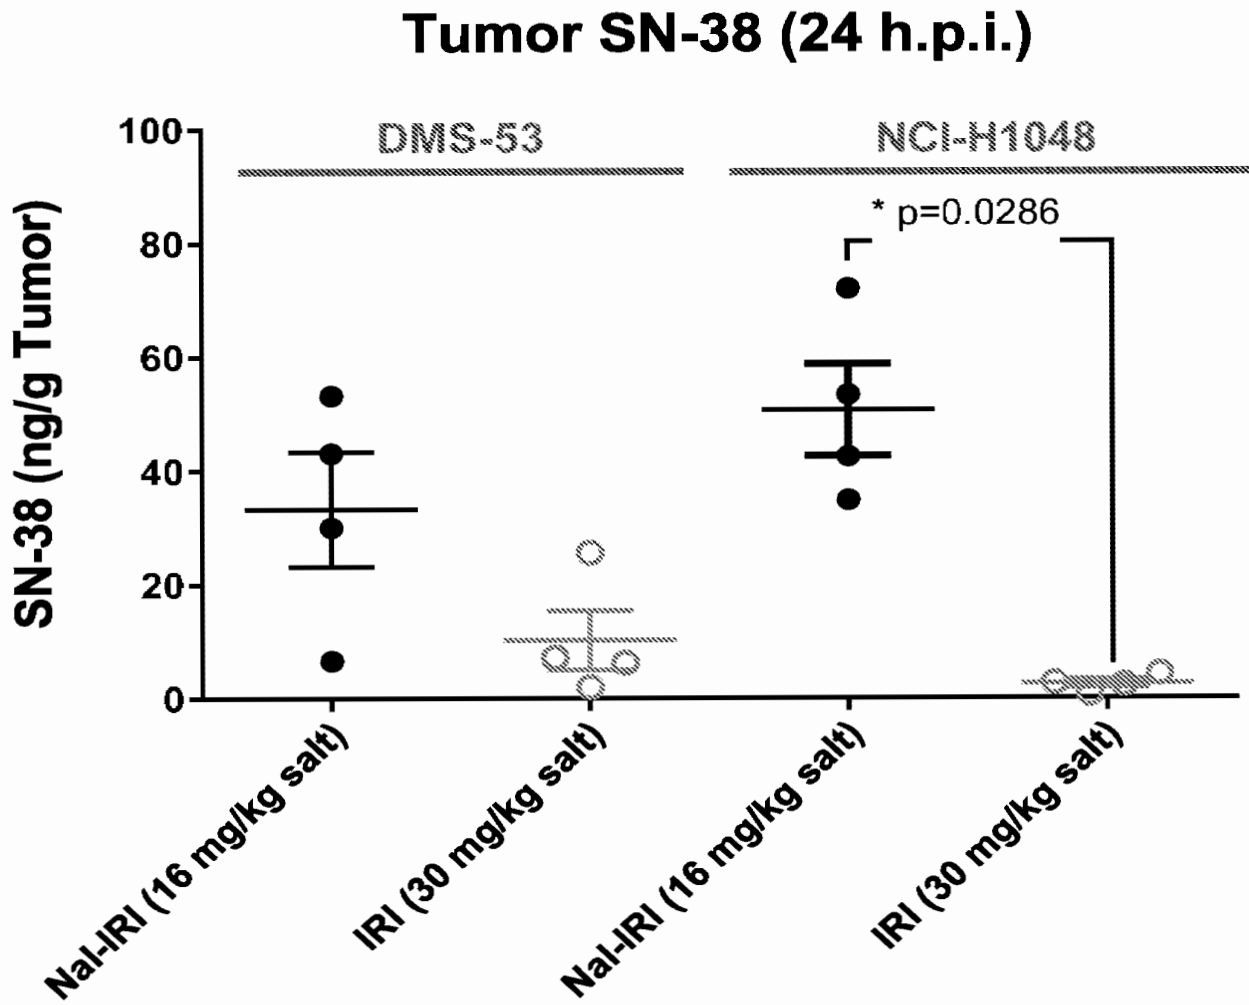 Tumor SN-38 (24 h.p.i.)
DMS-53
NCI-H1048
* p=0.0286
SN-38 (ng/g Tumor)
100
80
60
40
20
0
Nal-IRI (16 mg/kg salt)
IRI (30 mg/kg salt)
Nal-IRI (16 mg/kg salt)
IRI (30 mg/kg salt)